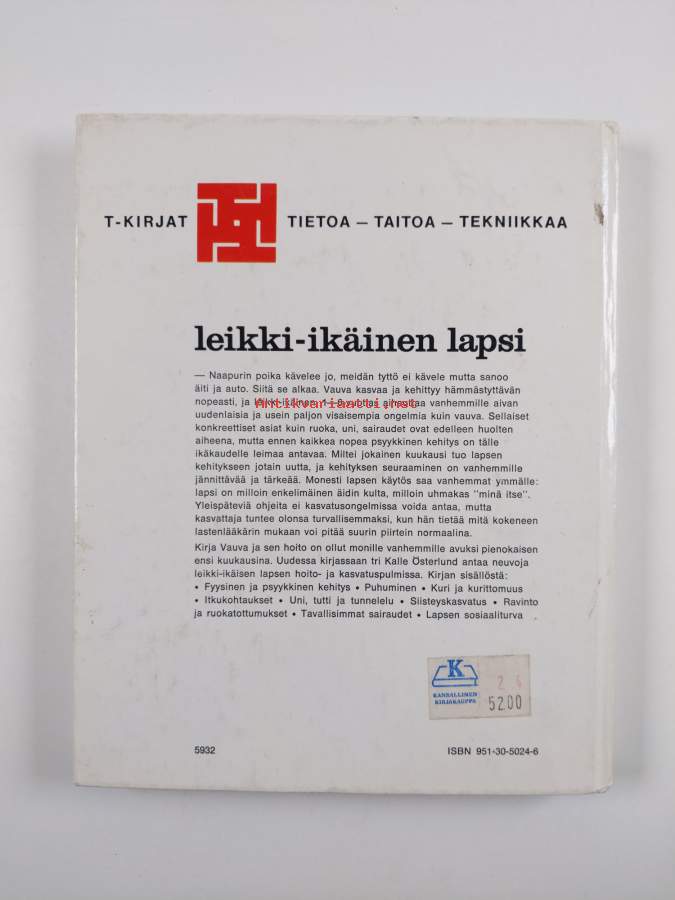 T-KIRJAT TIETOA — TAITOA — TEKNIIKKAA
leikki-ikäinen lapsi
— Naapurin poika kävelee jo, meidän tyttö ei kävele mutta sanoo
äiti ja auto. Siitä se alkaa. Vauva kasvaa ja kehittyy hämmästyttävän
nopeasti, ja leikki-ikäinen, aiheuttaa vanhemmille aivan
Antikvariaatti.net
uudenlaisia ja usein paljon visaisempia ongelmia kuin vauva. Sellaiset
konkreettiset asiat kuin ruoka, uni, sairaudet ovat edelleen huolten
aiheena, mutta ennen kaikkea nopea psyykkinen kehitys on tälle
ikäkaudelle leimaa antavaa. Miltei jokainen kuukausi tuo lapsen
kehitykseen jotain uutta, ja kehityksen seuraaminen on vanhemmille
jännittävää ja tärkeää. Monesti lapsen käytös saa vanhemmat ymmälle:
lapsi on milloin enkelimäinen äidin kulta, milloin uhmakas "minä itse".
Yleispäteviä ohjeita ei kasvatusongelmissa voida antaa, mutta
kasvattaja tuntee olonsa turvallisemmaksi, kun hän tietää mitä kokeneen
lastenlääkärin mukaan voi pitää suurin piirtein normaalina.
Kirja Vauva ja sen hoito on ollut monille vanhemmille avuksi pienokaisen
ensi kuukausina. Uudessa kirjassaan tri Kalle Österlund antaa neuvoja
leikki-ikäisen lapsen hoito- ja kasvatuspulmissa. Kirjan sisällöstä:
• Fyysinen ja psyykkinen kehitys • Puhuminen • Kuri ja kurittomuus
• Itkukohtaukset • Uni, tutti ja tunnelelu • Siisteyskasvatus • Ravinto
ja ruokatottumukset • Tavallisimmat sairaudet • Lapsen sosiaaliturva
K
KANSALLINEN
KIRJAKAUPPA
52.00
5932 ISBN 951-30-5024-6